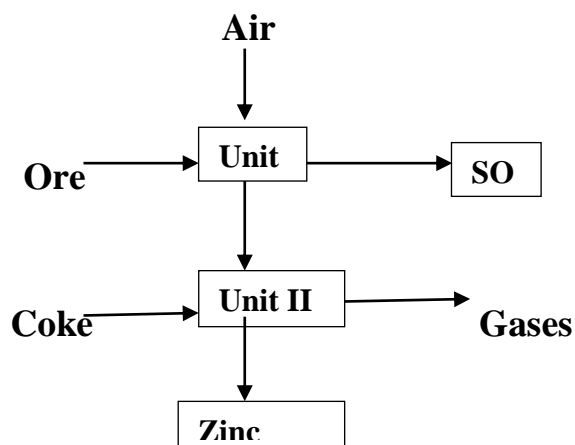 Air
Unit
Ore
SO
Unit II
Coke
Gases
Zinc